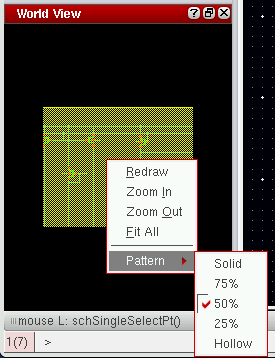 World View
Redraw
Zoom In
Zoom Out
Fit All
Pattern
Solid
75%
50%
25%
Hollow
mouse L: schSingleSelectPt()
1(7) >